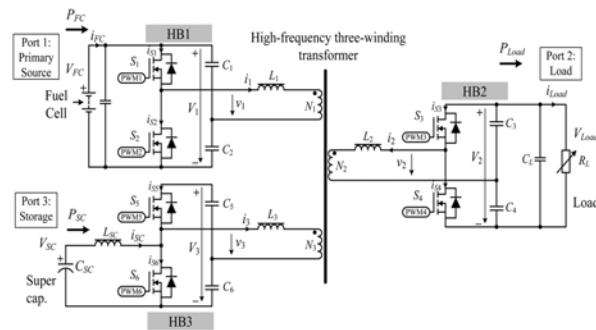 P_FC
HB1
High-frequency three-winding
transformer
Port 1:
Primary
Source
i_FC
i_S1
S_1
PWM1
C_1
i_1
L_1
V_FC
Fuel
Cell
V_1
v_1
N_1
i_S2
S_2
PWM2
C_2
P_Load
Port 2:
Load
HB2
i_Load
i_S3
S_3
PWM3
C_3
L_2
i_2
N_2
v_2
V_2
C_L
R_L
V_Load
Load
i_S4
S_4
PWM4
C_4
Port 3:
Storage
P_SC
i_S5
S_5
PWM5
C_5
i_3
L_3
V_SC
L_SC
i_SC
V_3
v_3
N_3
C_SC
Super
cap.
i_S6
S_6
PWM6
C_6
HB3